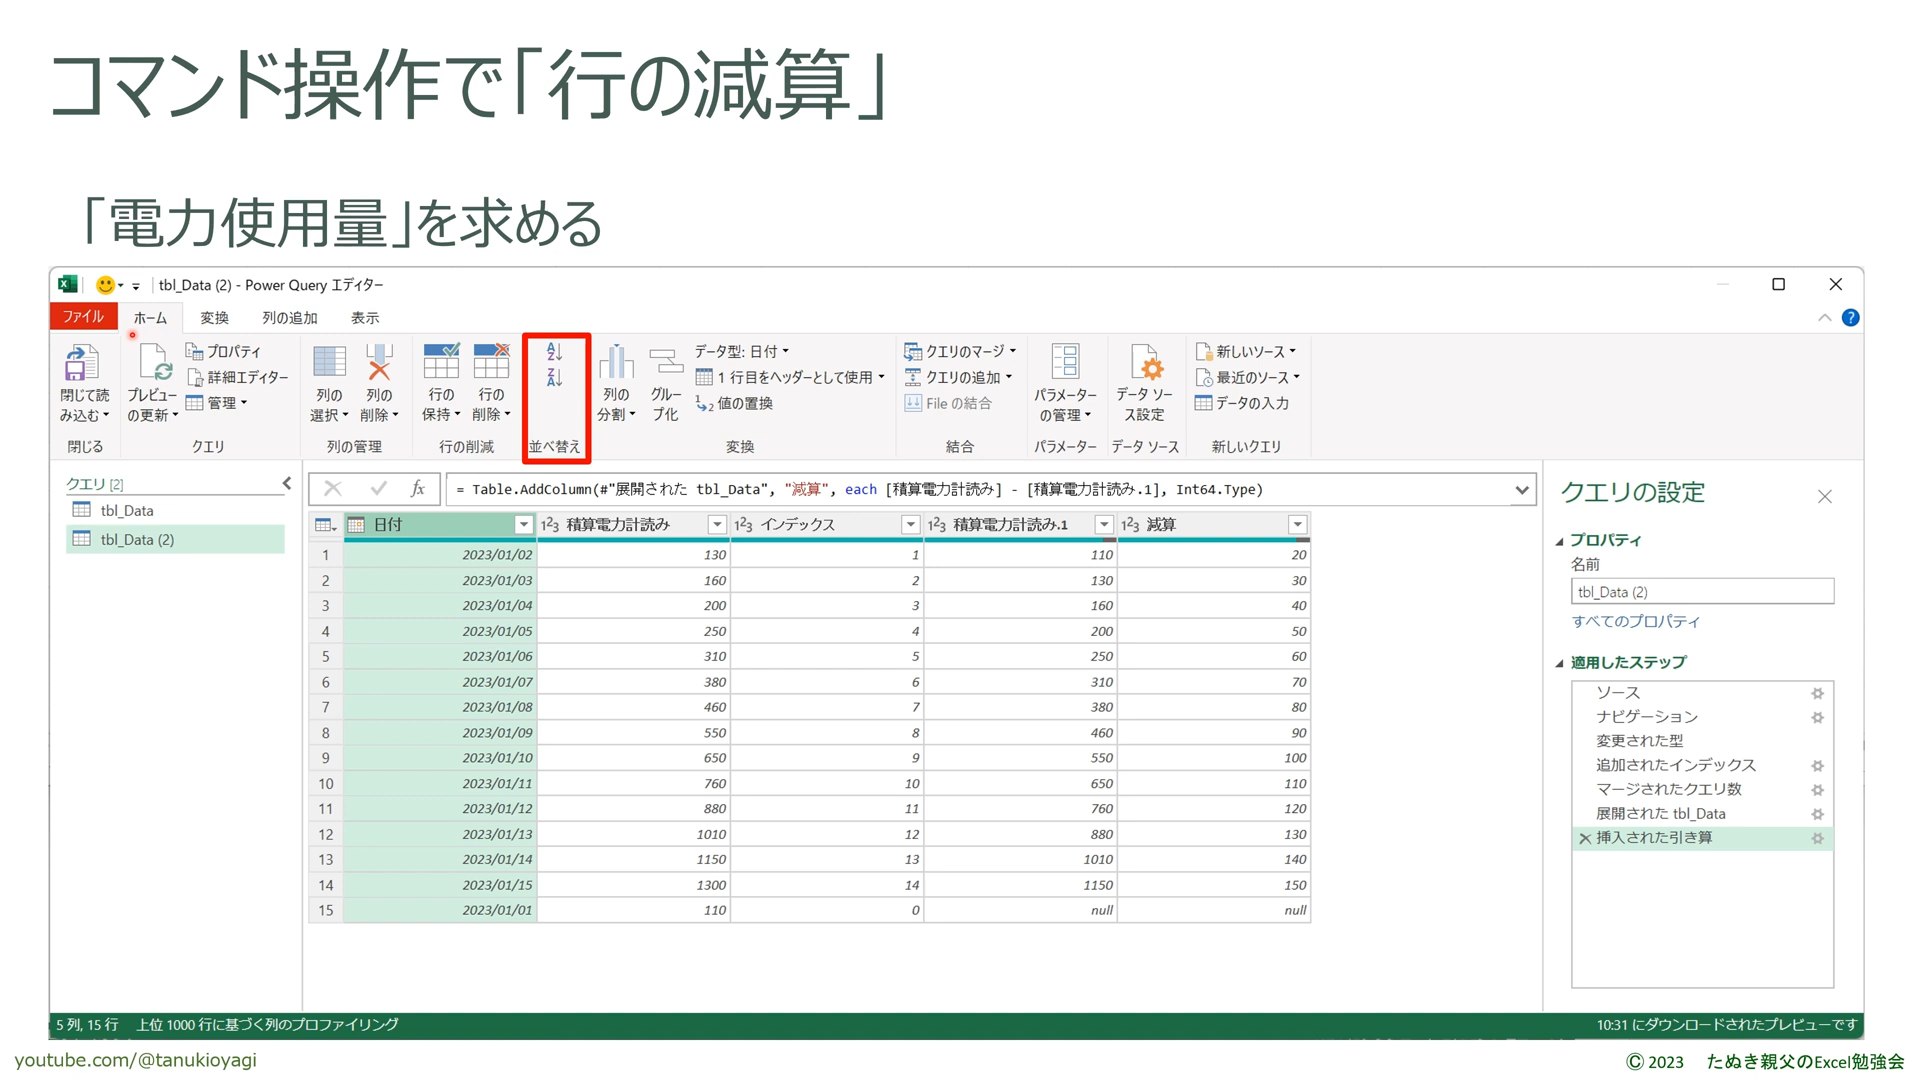 コマンド操作で「行の減算」
「電力使用量」を求める
tbl_Data (2) - Power Query エディター
ファイル ホーム 変換 列の追加 表示
閉じて読み込む
閉じる
プレビューの更新
プロパティ
詳細エディター
管理
クエリ
列の選択
列の削除
列の管理
行の保持
行の削除
行の削減
並べ替え
列の分割
グループ化
データ型: 日付
1 行目をヘッダーとして使用
値の置換
変換
クエリのマージ
クエリの追加
File の結合
結合
パラメーターの管理
パラメーター
データ ソース設定
データ ソース
新しいソース
最近のソース
データの入力
新しいクエリ
クエリ [2]
tbl_Data
tbl_Data (2)
fx = Table.AddColumn(#"展開された tbl_Data", "減算", each [積算電力計読み] - [積算電力計読み.1], Int64.Type)
日付 123 積算電力計読み 123 インデックス 123 積算電力計読み.1 123 減算
1 2023/01/02 130 1 110 20
2 2023/01/03 160 2 130 30
3 2023/01/04 200 3 160 40
4 2023/01/05 250 4 200 50
5 2023/01/06 310 5 250 60
6 2023/01/07 380 6 310 70
7 2023/01/08 460 7 380 80
8 2023/01/09 550 8 460 90
9 2023/01/10 650 9 550 100
10 2023/01/11 760 10 650 110
11 2023/01/12 880 11 760 120
12 2023/01/13 1010 12 880 130
13 2023/01/14 1150 13 1010 140
14 2023/01/15 1300 14 1150 150
15 2023/01/01 110 0 null null
クエリの設定
プロパティ
名前
tbl_Data (2)
すべてのプロパティ
適用したステップ
ソース
ナビゲーション
変更された型
追加されたインデックス
マージされたクエリ数
展開された tbl_Data
挿入された引き算
5 列, 15 行 上位 1000 行に基づく列のプロファイリング
10:31 にダウンロードされたプレビューです
youtube.com/@tanukioyagi
© 2023 たぬき親父のExcel勉強会